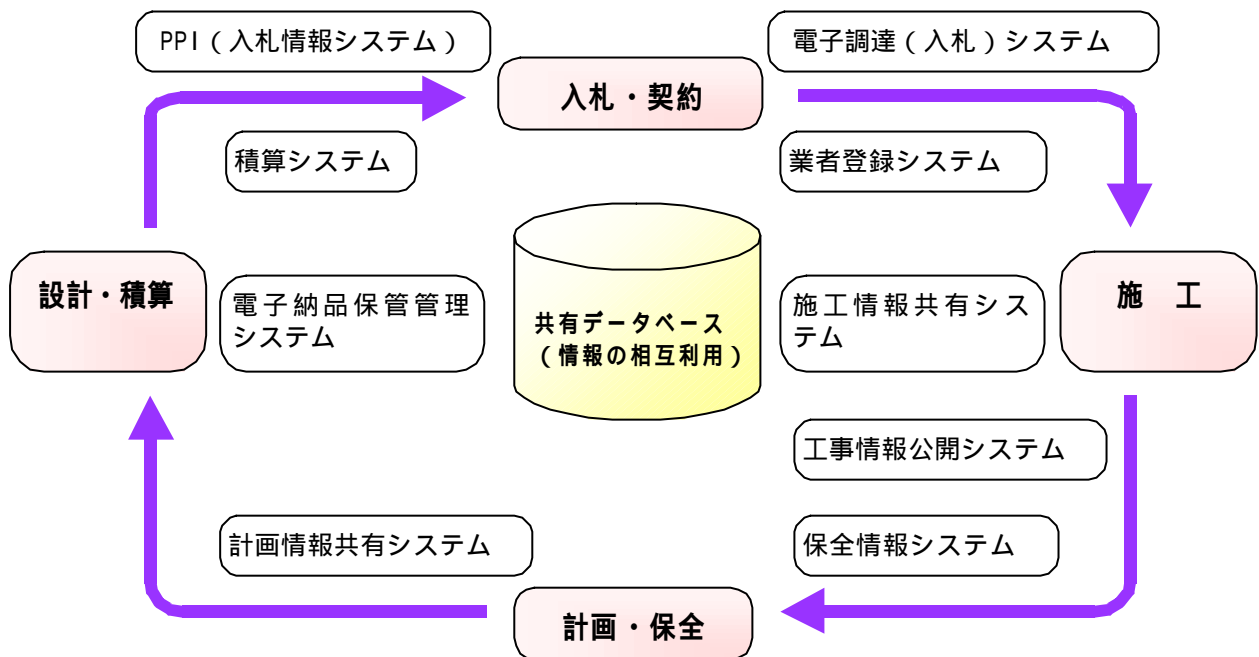 PPI(入札情報システム)
電子調達(入札)システム
入札・契約
積算システム
業者登録システム
設計・積算
電子納品保管管理
システム
共有データベース
(情報の相互利用)
施工情報共有シス
テム
施 工
工事情報公開システム
計画情報共有システム
保全情報システム
計画・保全